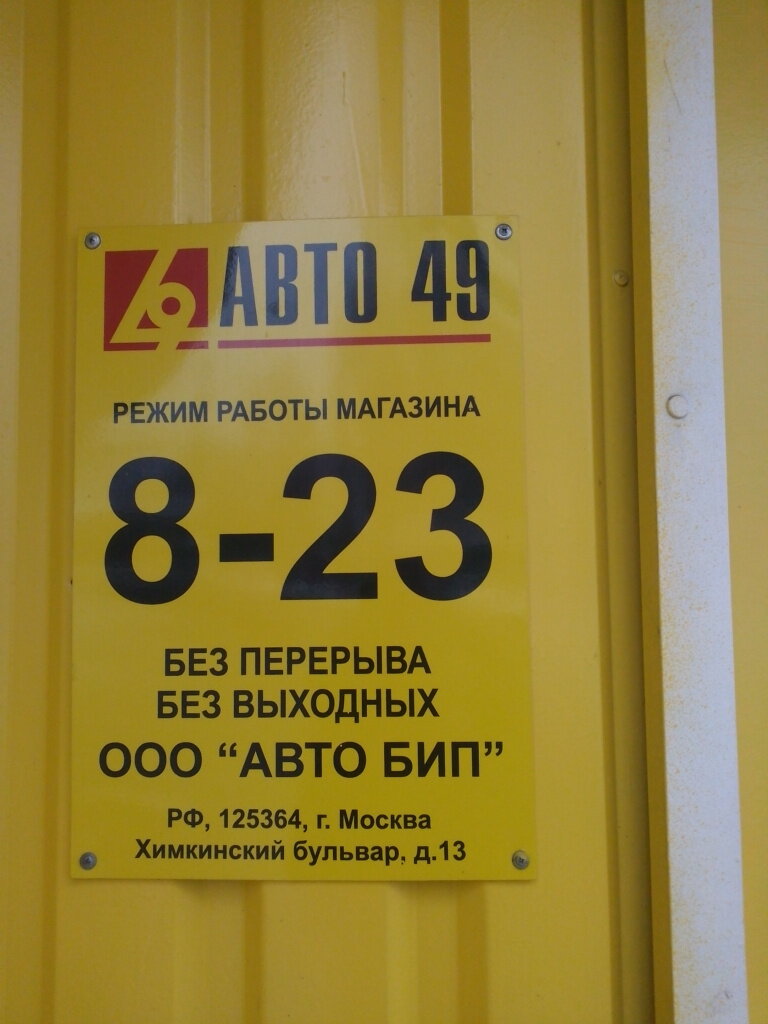 АВТО 49
РЕЖИМ РАБОТЫ МАГАЗИНА
8-23
БЕЗ ПЕРЕРЫВА
БЕЗ ВЫХОДНЫХ
ООО “АВТО БИП”
РФ, 125364, г. Москва
Химкинский бульвар, д.13